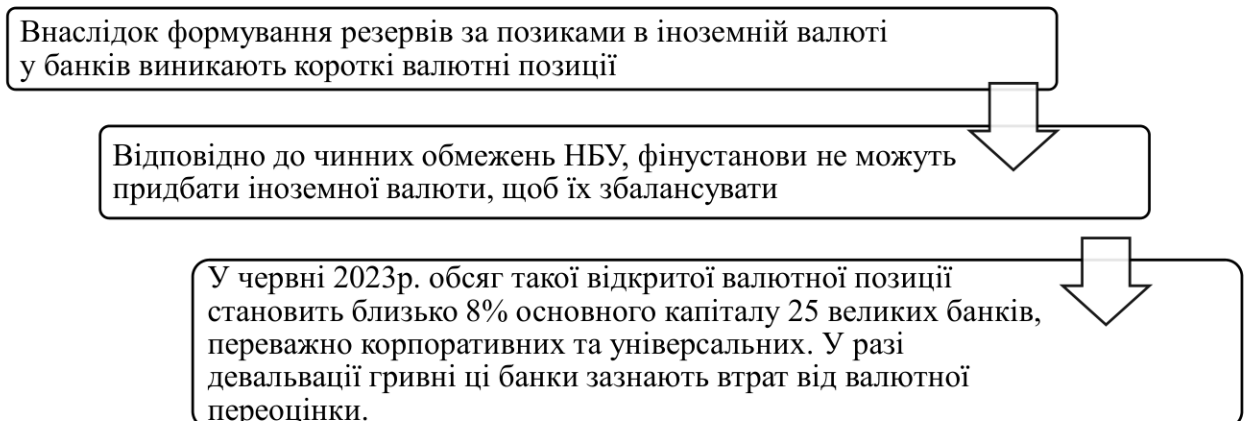 Внаслідок формування резервів за позиками в іноземній валюті
у банків виникають короткі валютні позиції
Відповідно до чинних обмежень НБУ, фінустанови не можуть
придбати іноземної валюти, щоб їх збалансувати
У червні 2023р. обсяг такої відкритої валютної позиції
становить близько 8% основного капіталу 25 великих банків,
переважно корпоративних та універсальних. У разі
девальвації гривні ці банки зазнають втрат від валютної
переоцінки.